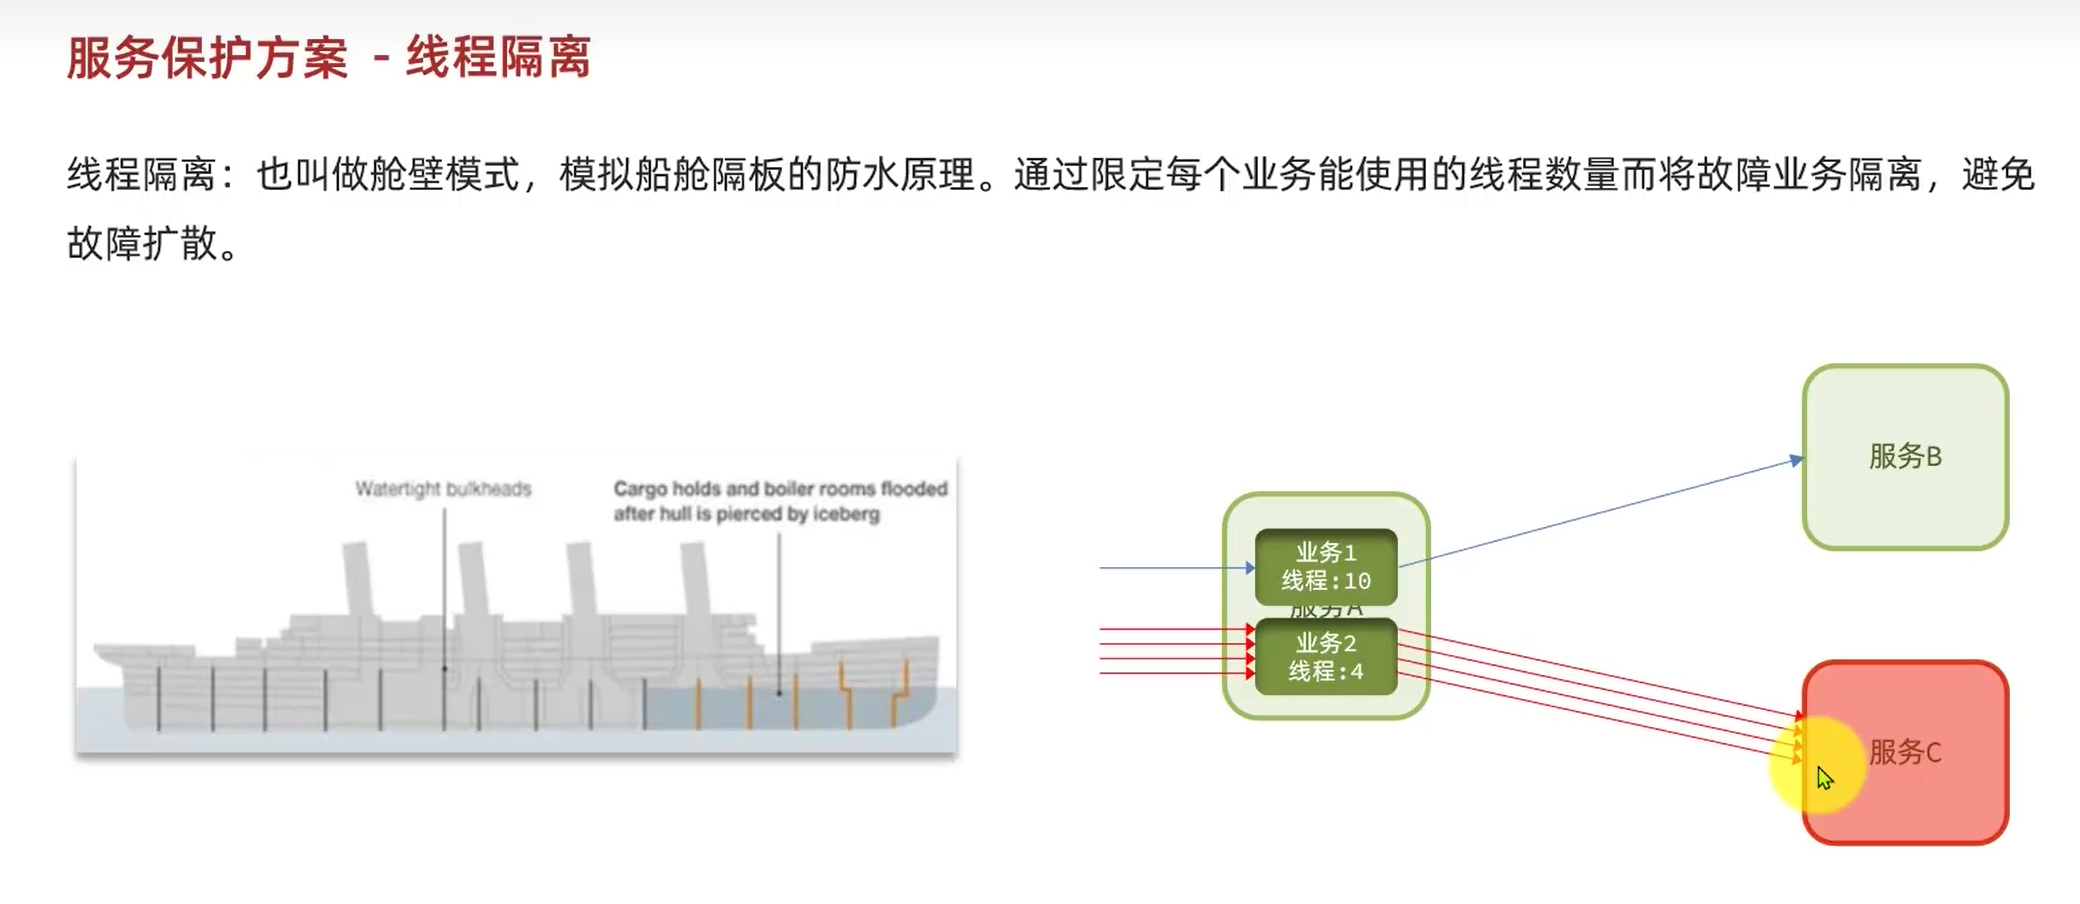 服务保护方案 - 线程隔离
线程隔离：也叫做舱壁模式，模拟船舱隔板的防水原理。通过限定每个业务能使用的线程数量而将故障业务隔离，避免
故障扩散。
Watertight bulkheads
Cargo holds and boiler rooms flooded
after hull is pierced by iceberg
业务1
线程:10
服务A
业务2
线程:4
服务B
服务C